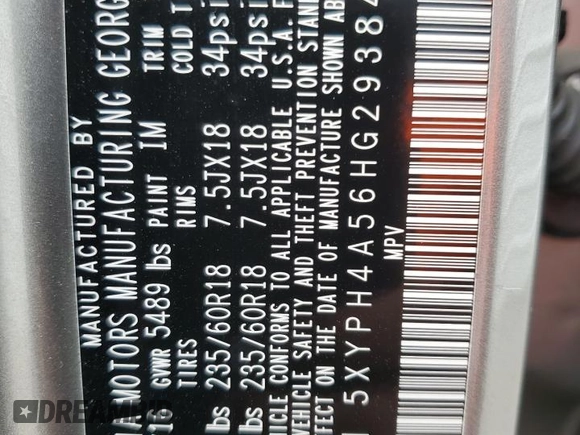 MANUFACTURED BY
MOTORS MANUFACTURING GEORG
GVWR 5489 lbs PAINT IM TRIM
TIRES RIMS COLD T
lbs 235/60R18 7.5JX18 34psi
lbs 235/60R18 7.5JX18 34psi
ICLE CONFORMS TO ALL APPLICABLE U.S.A. F
VEHICLE SAFETY AND THEFT PREVENTION STAN
FFECT ON THE DATE OF MANUFACTURE SHOWN AB
5XYPH4A56HG29384
MPV
DREAMBID